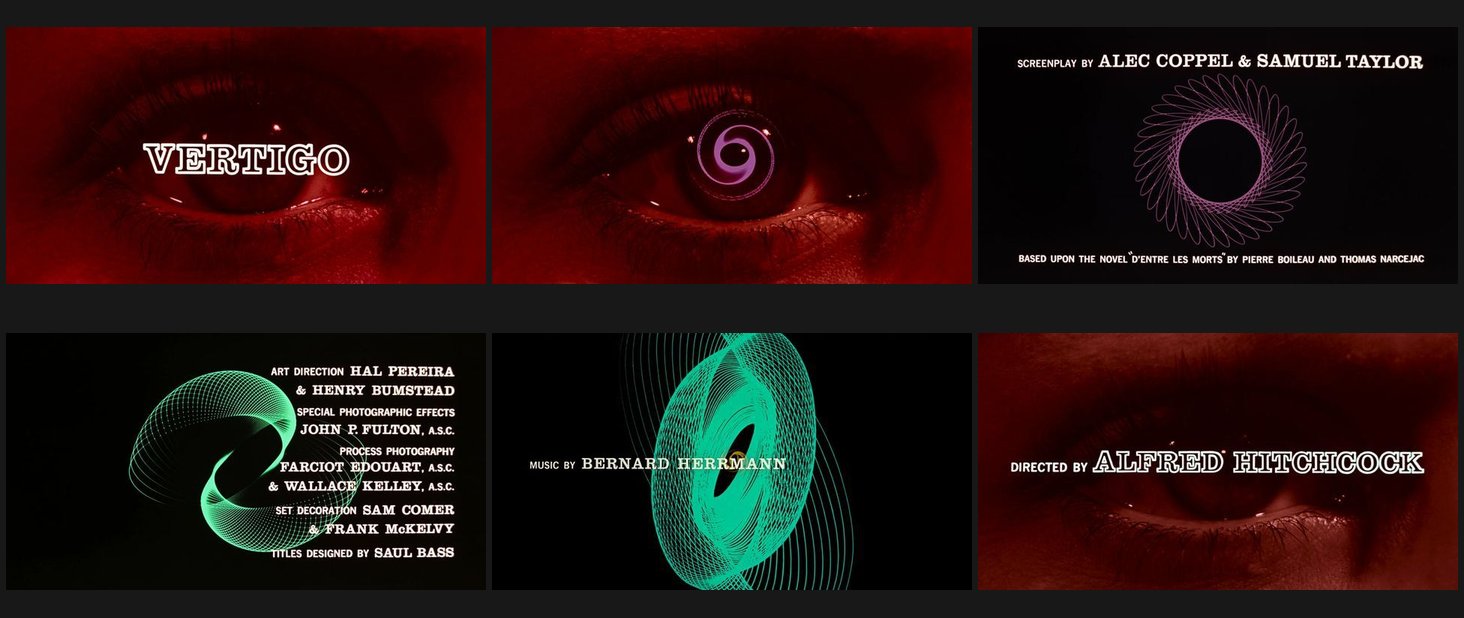 VERTIGO
SCREENPLAY BY ALEC COPPEL & SAMUEL TAYLOR
BASED UPON THE NOVEL "D'ENTRE LES MORTS" BY PIERRE BOILEAU AND THOMAS NARCEJAC
ART DIRECTION HAL PEREIRA
& HENRY BUMSTEAD
SPECIAL PHOTOGRAPHIC EFFECTS
JOHN P. FULTON, A.S.C.
PROCESS PHOTOGRAPHY
FARCIOT EDOUART, A.S.C.
& WALLACE KELLEY, A.S.C.
SET DECORATION SAM COMER
& FRANK McKELVY
TITLES DESIGNED BY SAUL BASS
MUSIC BY BERNARD HERRMANN
DIRECTED BY ALFRED HITCHCOCK